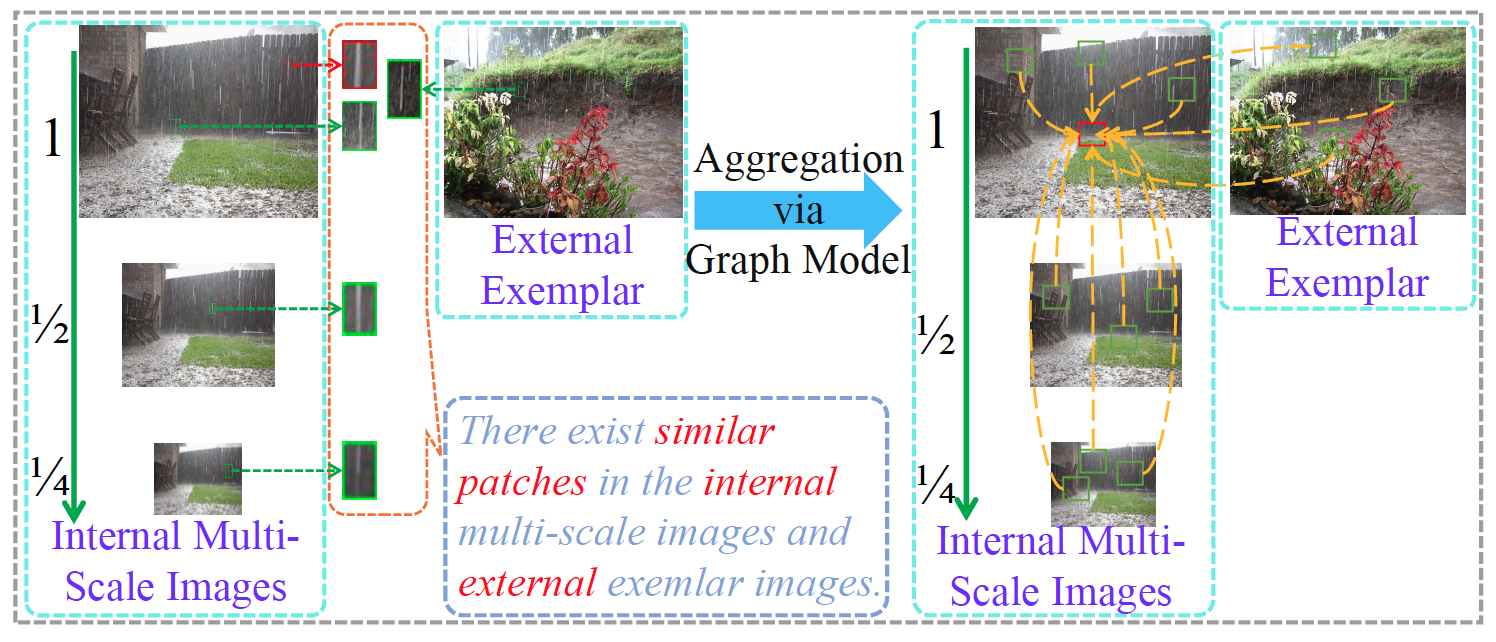 1
½
¼
Internal Multi-
Scale Images
External
Exemplar
There exist similar
patches in the internal
multi-scale images and
external exemlar images.
Aggregation
via
Graph Model
1
½
¼
Internal Multi-
Scale Images
External
Exemplar